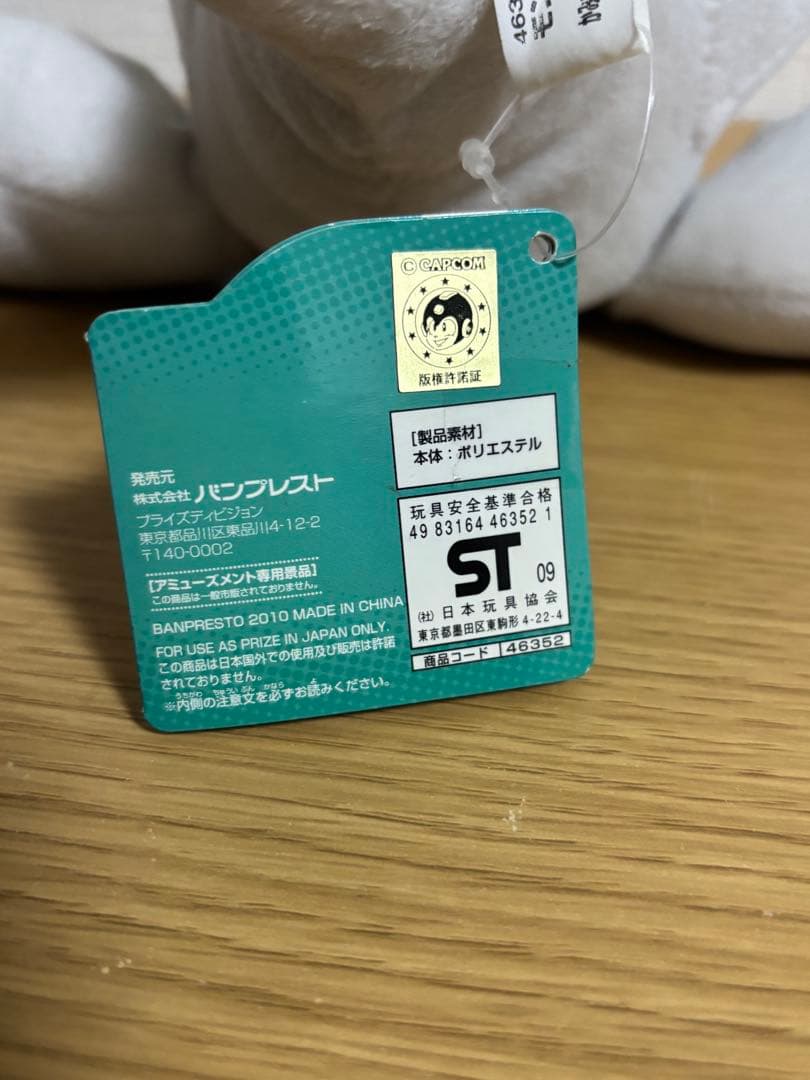 463
© CAPCOM
版権許諾証
[製品素材]
本体：ポリエステル
発売元
株式会社 バンプレスト
プライズディビジョン
東京都品川区東品川4-12-2
〒140-0002
[アミューズメント専用景品]
この商品は一般市販されておりません。
BANPRESTO 2010 MADE IN CHINA
FOR USE AS PRIZE IN JAPAN ONLY.
この商品は日本国外での使用及び販売は許諾
されておりません。
※内側の注意文を必ずお読みください。
玩具安全基準合格
49 83164 46352 1
ST 09
(社) 日本玩具協会
東京都墨田区東駒形4-22-4
商品コード 46352